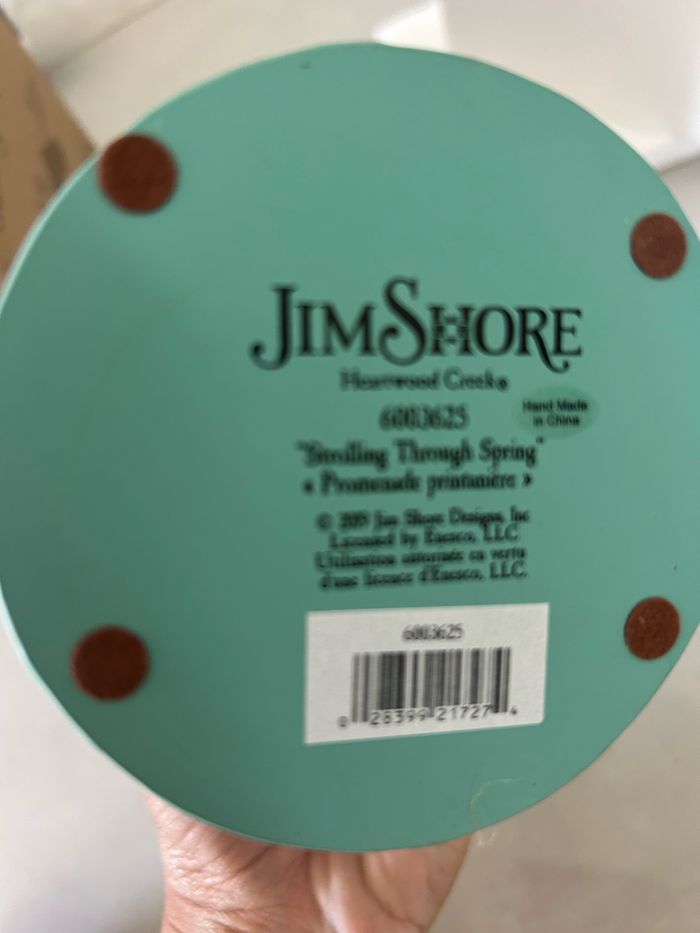 JIM SHORE
Heartwood Creek®
6003625
Hand Made
in China
"Strolling Through Spring"
« Promenade printanière »
© 2019 Jim Shore Designs, Inc
Licensed by Enesco, LLC
Utilisation autorisée en vertu
d'une licence d'Enesco, LLC.
6003625
0 28399 21727 4